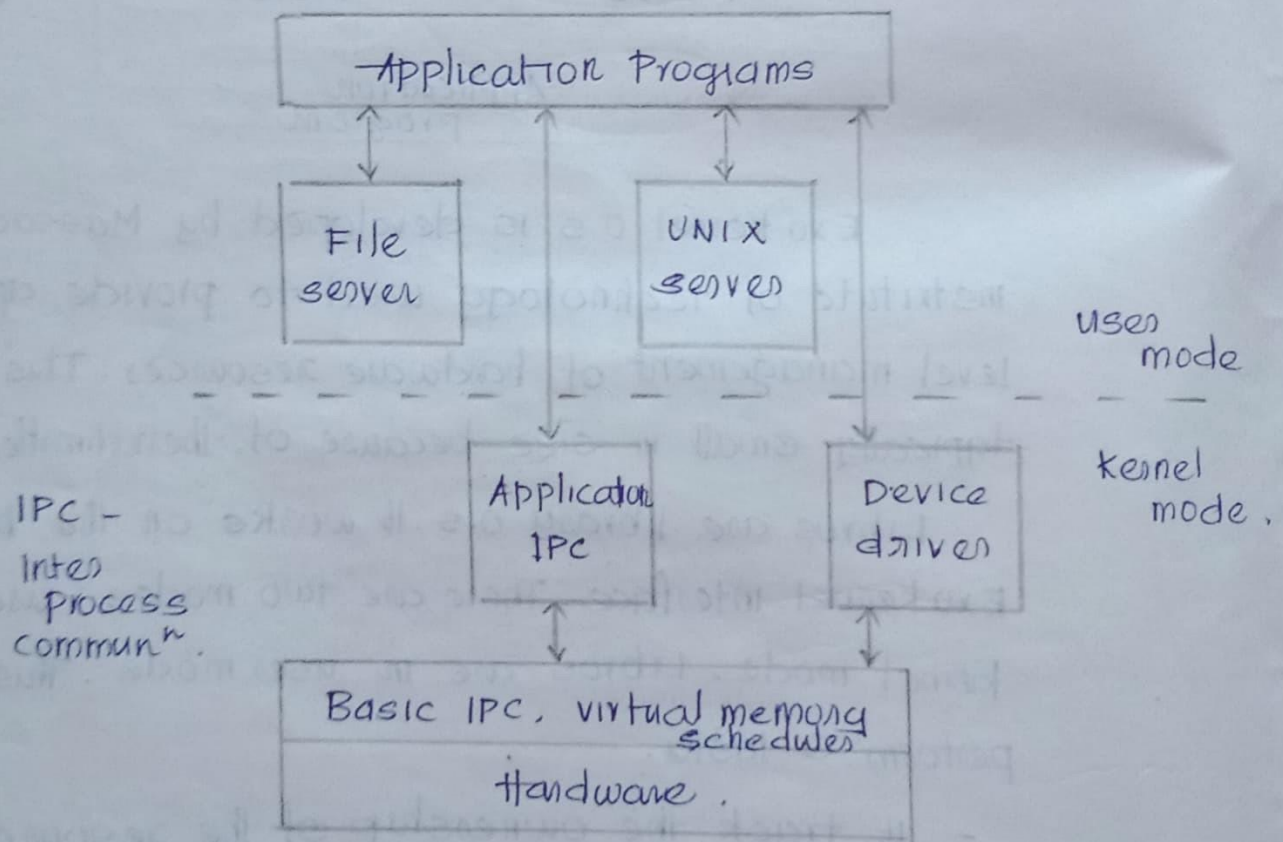 Application Programs
File
server
UNIX
server
User
mode
Application
IPC
Device
driver
Kernel
mode.
IPC -
Inter
Process
communⁿ.
Basic IPC, virtual memory
scheduler
Hardware.